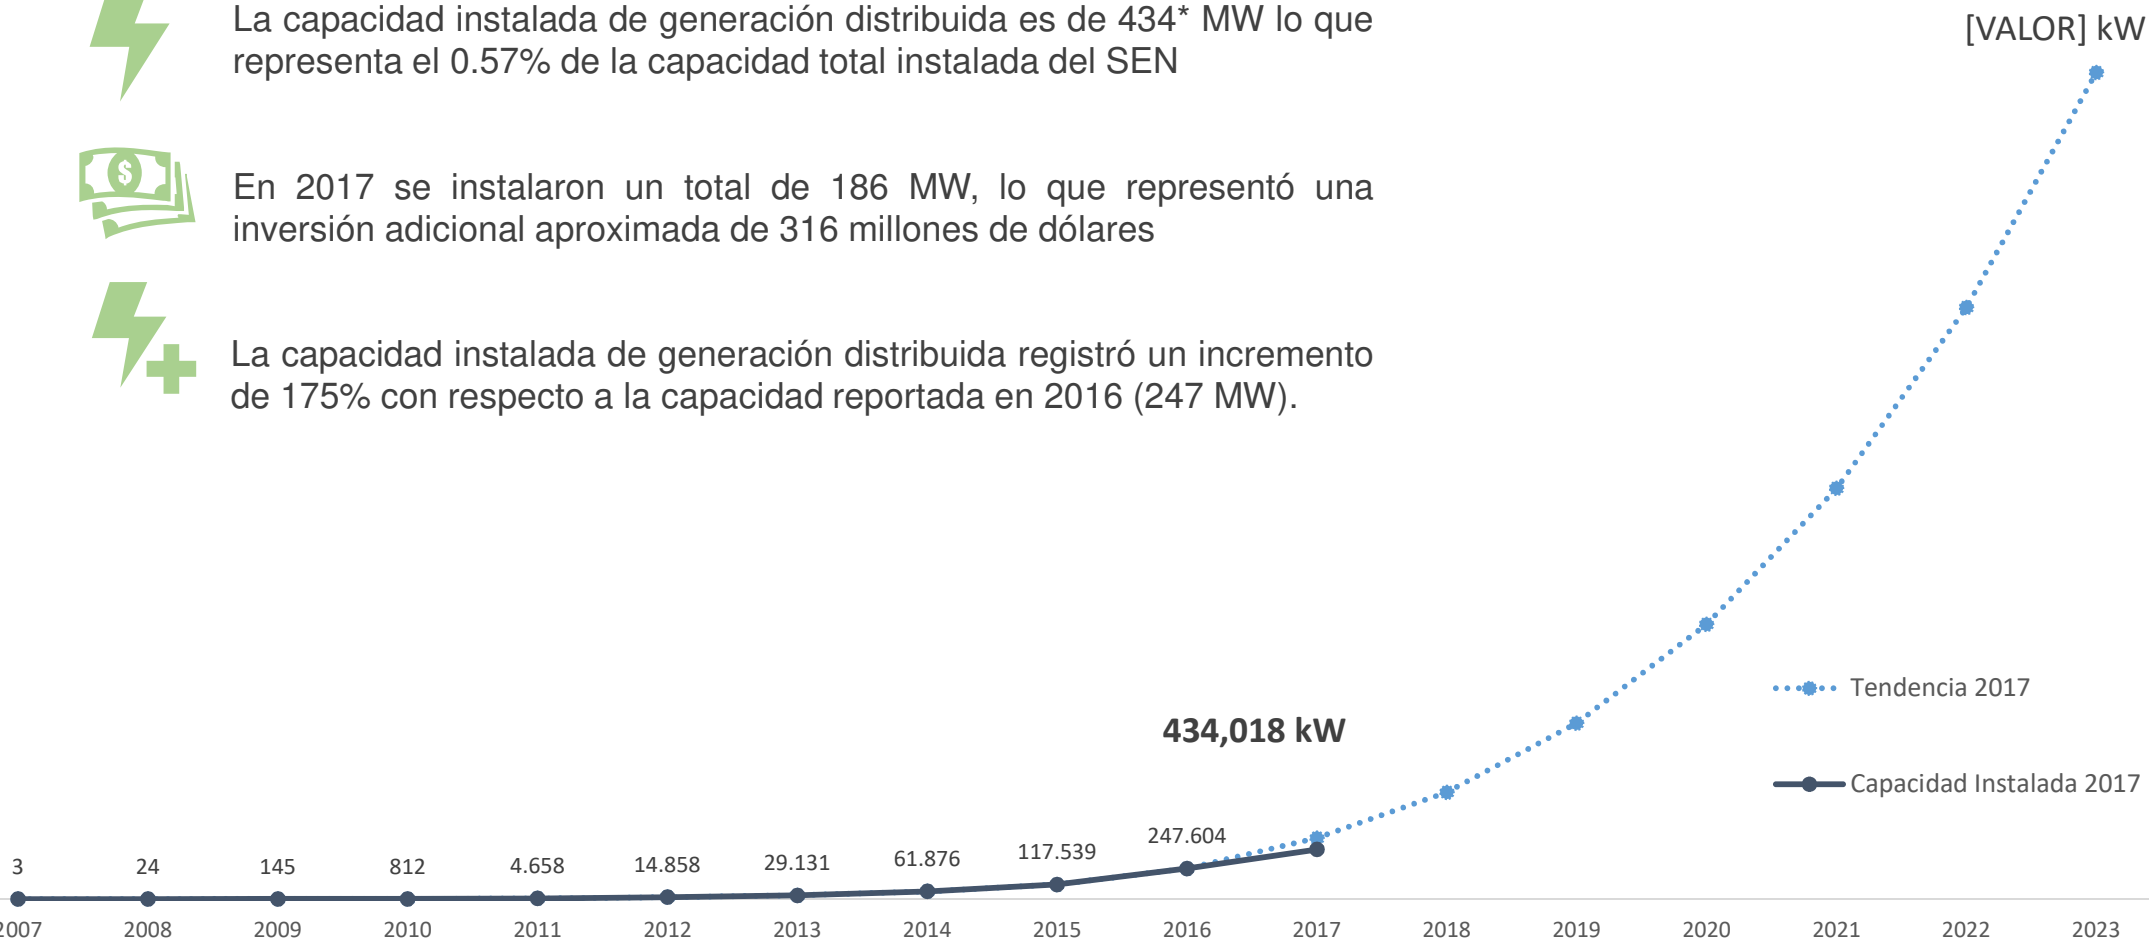 La capacidad instalada de generación distribuida es de 434* MW lo que
representa el 0.57% de la capacidad total instalada del SEN
[VALOR] kW
En 2017 se instalaron un total de 186 MW, lo que representó una
inversión adicional aproximada de 316 millones de dólares
$
La capacidad instalada de generación distribuida registró un incremento
de 175% con respecto a la capacidad reportada en 2016 (247 MW).
Tendencia 2017
434,018 kW
Capacidad Instalada 2017
3 24 145 812 4.658 14.858 29.131 61.876 117.539 247.604
2007 2008 2009 2010 2011 2012 2013 2014 2015 2016 2017 2018 2019 2020 2021 2022 2023